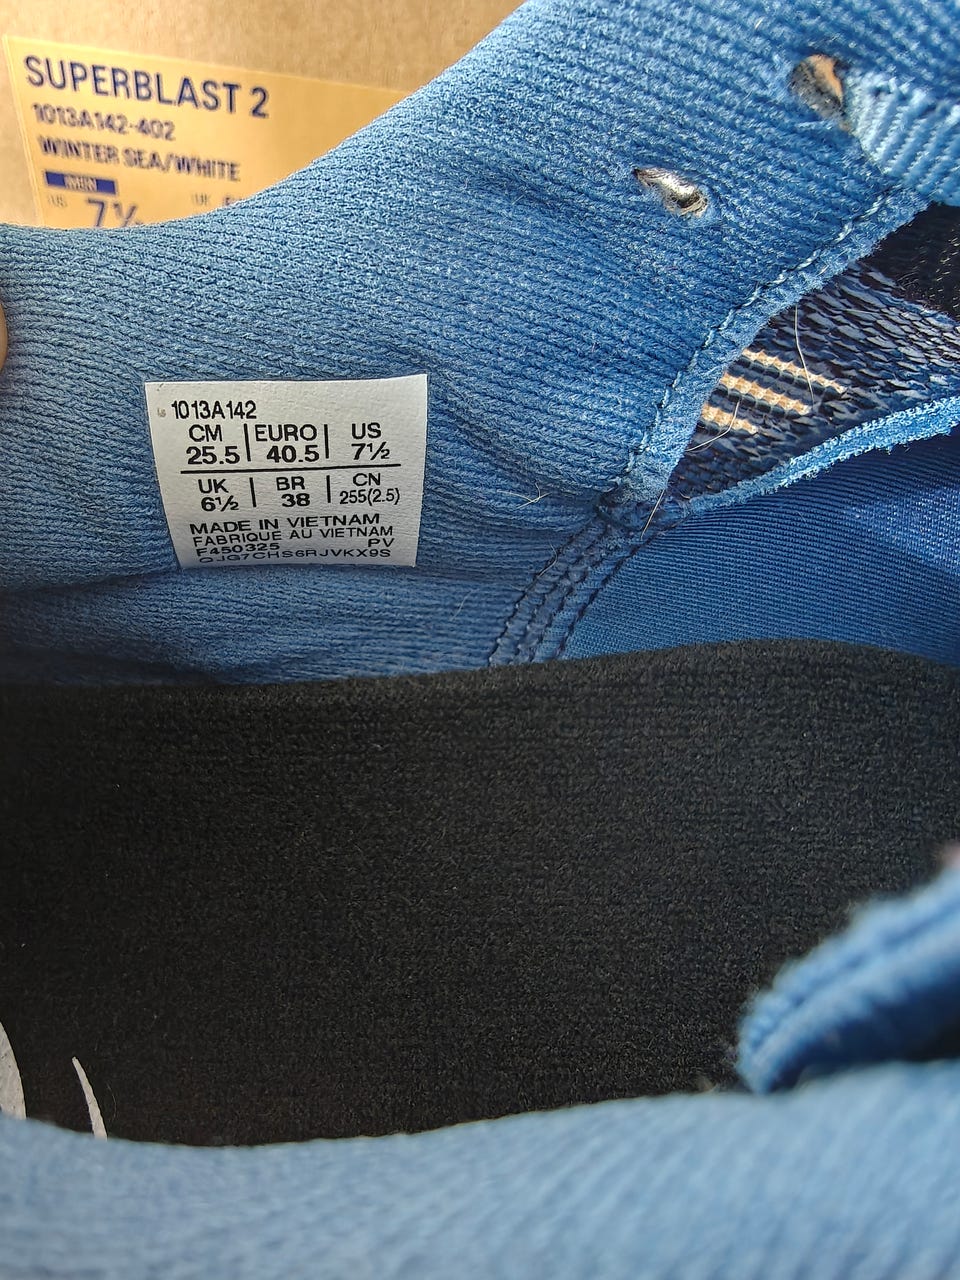 SUPERBLAST 2
1013A142-402
WINTER SEA/WHITE
MEN
US 7½ UK
1013A142
CM | EURO | US
25.5 | 40.5 | 7½
UK | BR | CN
6½ | 38 | 255(2.5)
MADE IN VIETNAM
FABRIQUE AU VIETNAM
F450325 PV
QJG7CHS6RJVKX9S